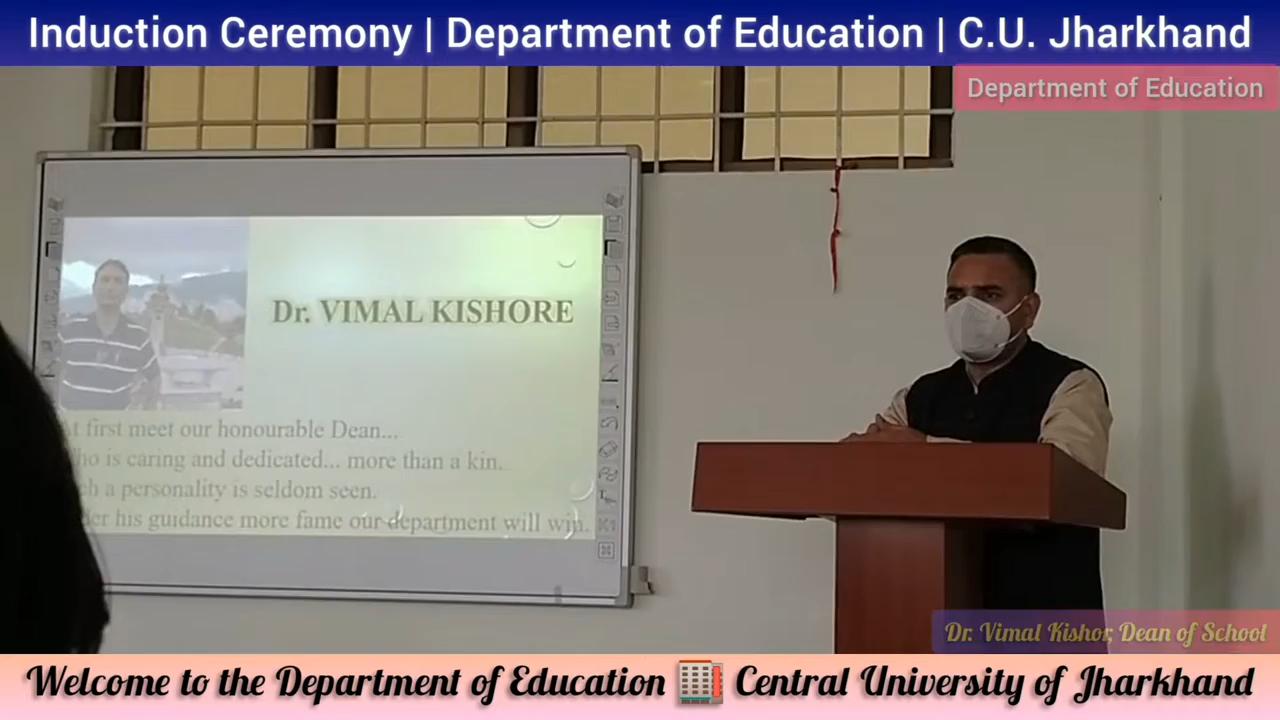 Induction Ceremony | Department of Education | C.U. Jharkhand
Department of Education
Dr. VIMAL KISHORE
At first meet our honourable Dean...
is caring and dedicated... more than a kin.
a personality is seldom seen.
his guidance more fame our department will win.
Dr. Vimal Kishor, Dean of School
Welcome to the Department of Education Central University of Jharkhand